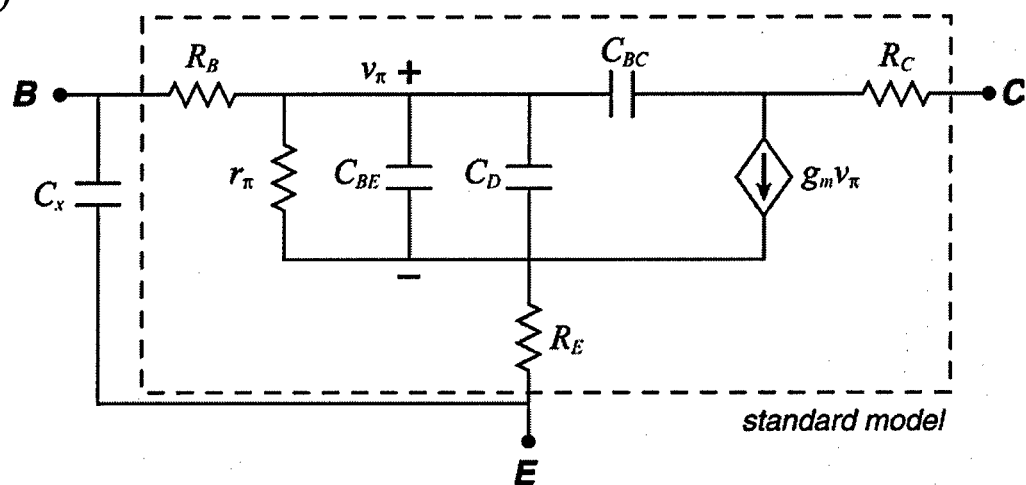 )
R_B
v_π +
C_BC
R_C
B
C
r_π
C_BE
C_D
g_m v_π
C_x
−
R_E
standard model
E